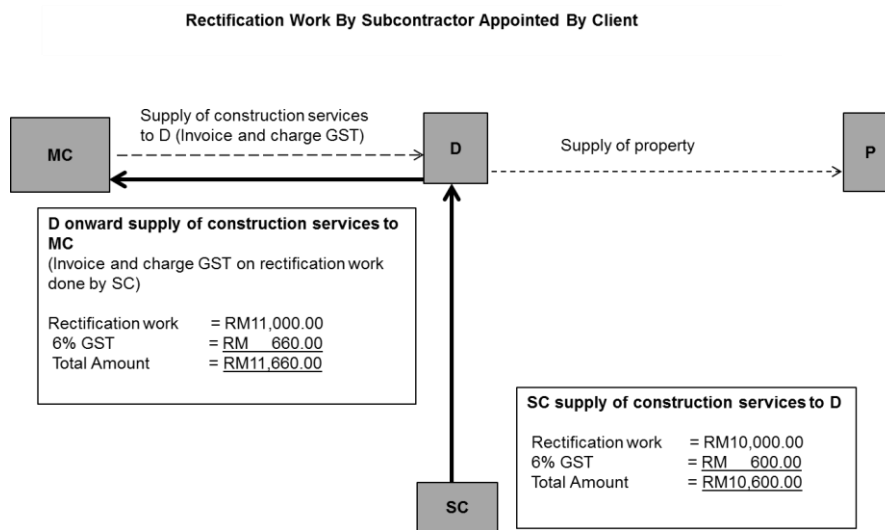 Rectification Work By Subcontractor Appointed By Client
Supply of construction services
to D (Invoice and charge GST)
MC
D
Supply of property
P
D onward supply of construction services to
MC
(Invoice and charge GST on rectification work
done by SC)
Rectification work = RM11,000.00
6% GST = RM 660.00
Total Amount = RM11,660.00
SC supply of construction services to D
Rectification work = RM10,000.00
6% GST = RM 600.00
Total Amount = RM10,600.00
SC